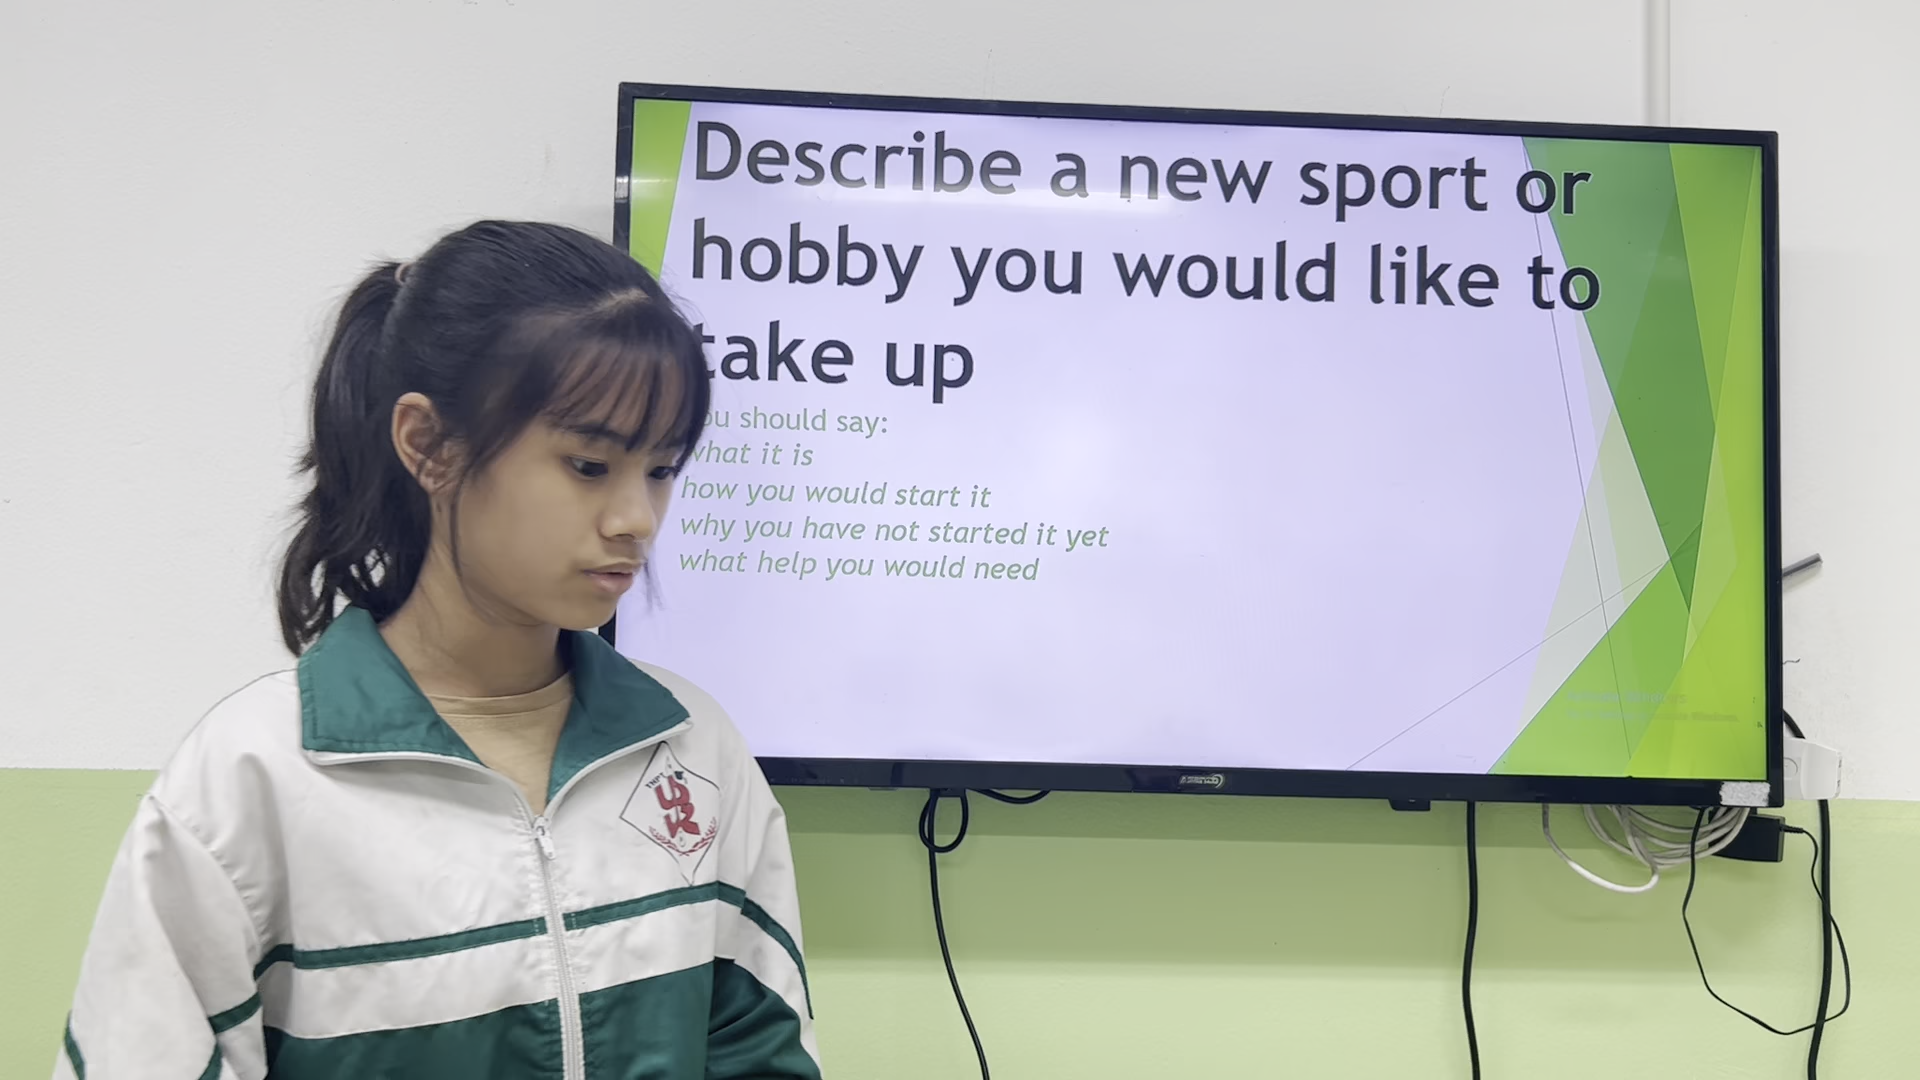 Describe a new sport or
hobby you would like to
take up
you should say:
what it is
how you would start it
why you have not started it yet
what help you would need